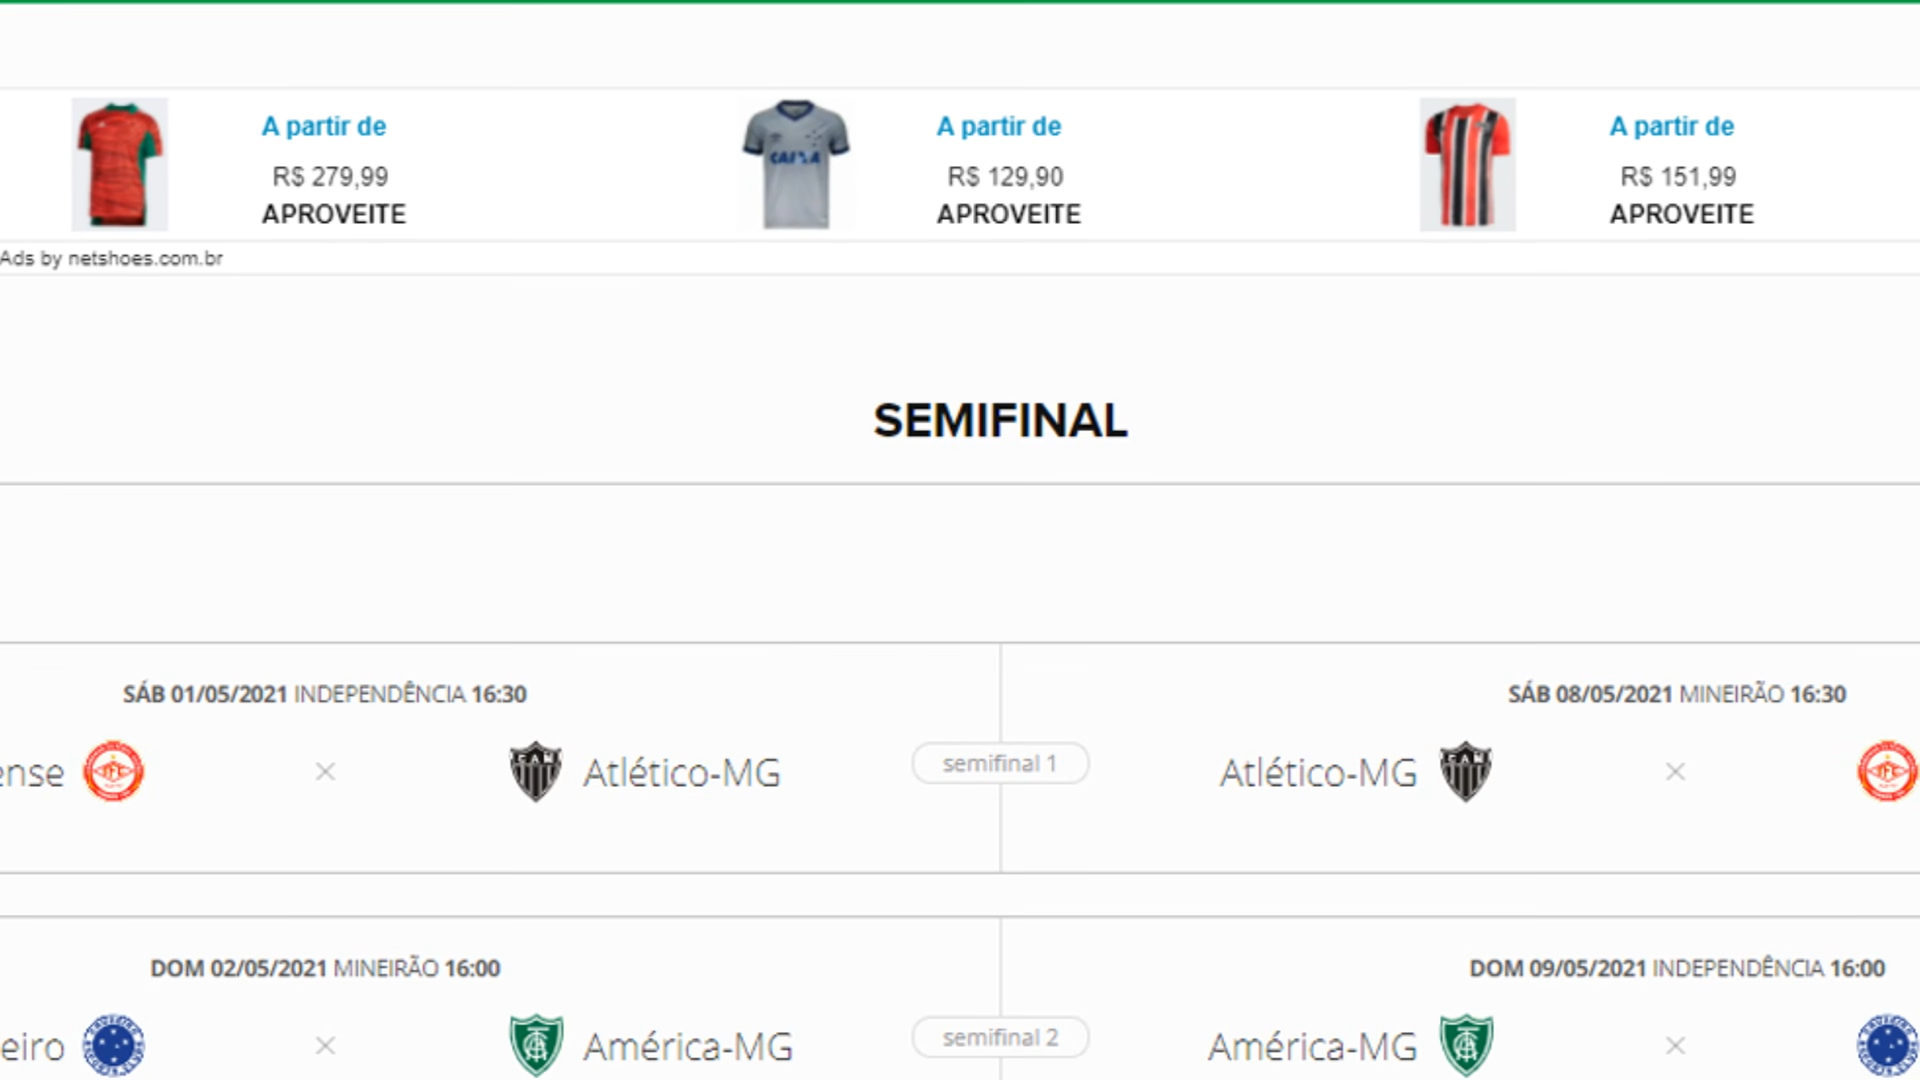 A partir de
R$ 279,99
APROVEITE
A partir de
R$ 129,90
APROVEITE
CAIXA
A partir de
R$ 151,99
APROVEITE
Ads by netshoes.com.br
SEMIFINAL
SÁB 01/05/2021 INDEPENDÊNCIA 16:30
ense × Atlético-MG
semifinal 1
SÁB 08/05/2021 MINEIRÃO 16:30
Atlético-MG ×
DOM 02/05/2021 MINEIRÃO 16:00
eiro × América-MG
semifinal 2
DOM 09/05/2021 INDEPENDÊNCIA 16:00
América-MG ×